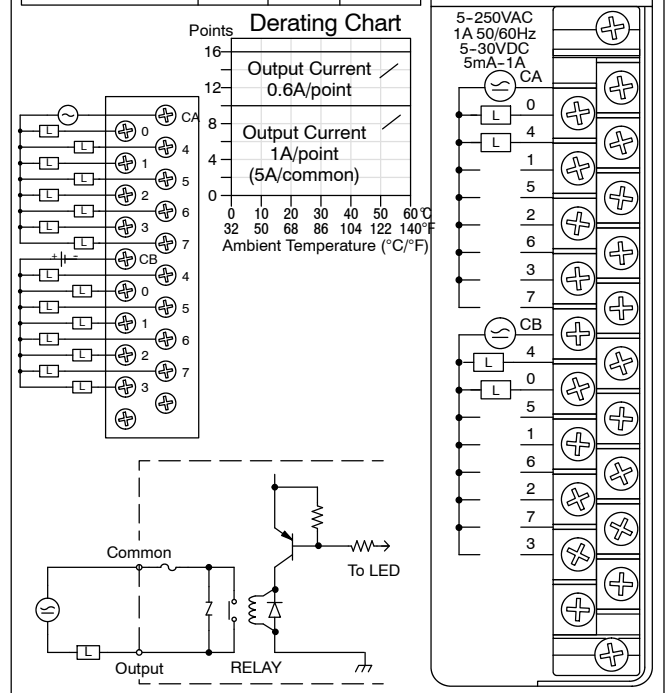 Derating Chart
Points
16
12
8
4
0
Output Current
0.6A/point
Output Current
1A/point
(5A/common)
0 10 20 30 40 50 60°C
32 50 68 86 104 122 140°F
Ambient Temperature (°C/°F)
CA
L 0
L 4
L 1
L 5
L 2
L 6
L 3
L 7
+ - CB
L 4
L 0
L 5
L 1
L 6
L 2
L 7
L 3
Common
To LED
L
Output
RELAY
5-250VAC
1A 50/60Hz
5-30VDC
5mA-1A
CA
L 0
L 4
1
5
2
6
3
7
CB
L 4
L 0
5
1
6
2
7
3